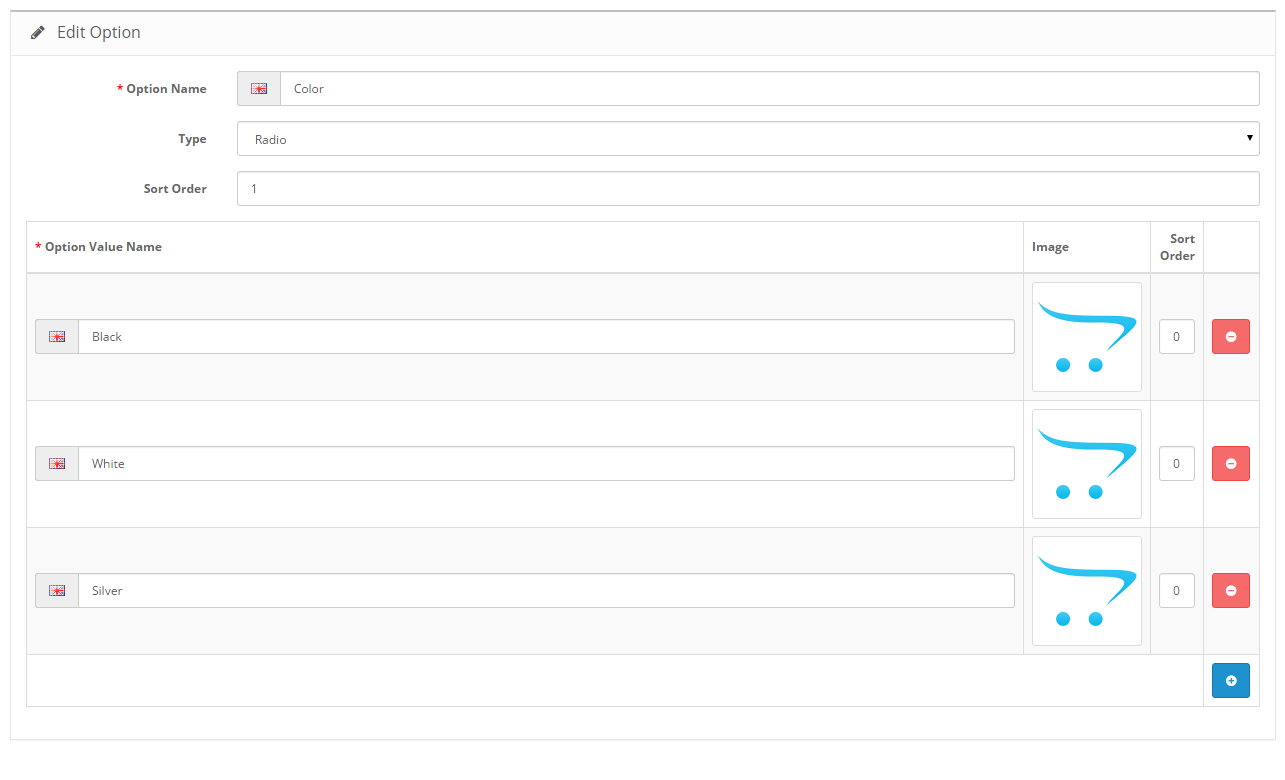 Edit Option
* Option Name
Color
Type
Radio
Sort Order
1
* Option Value Name
Image
Sort
Order
Black
0
White
0
Silver
0